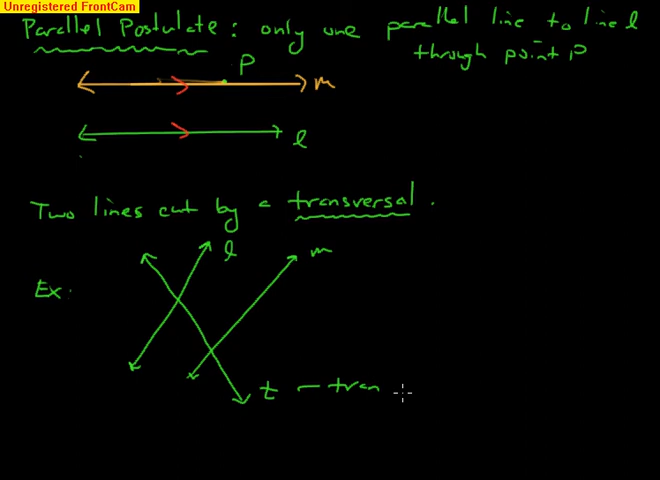 Unregistered FrontCam
Parallel Postulate : only one parallel line to line l
through point P
P
m
l
Two lines cut by a transversal .
l
m
Ex.
t — tran